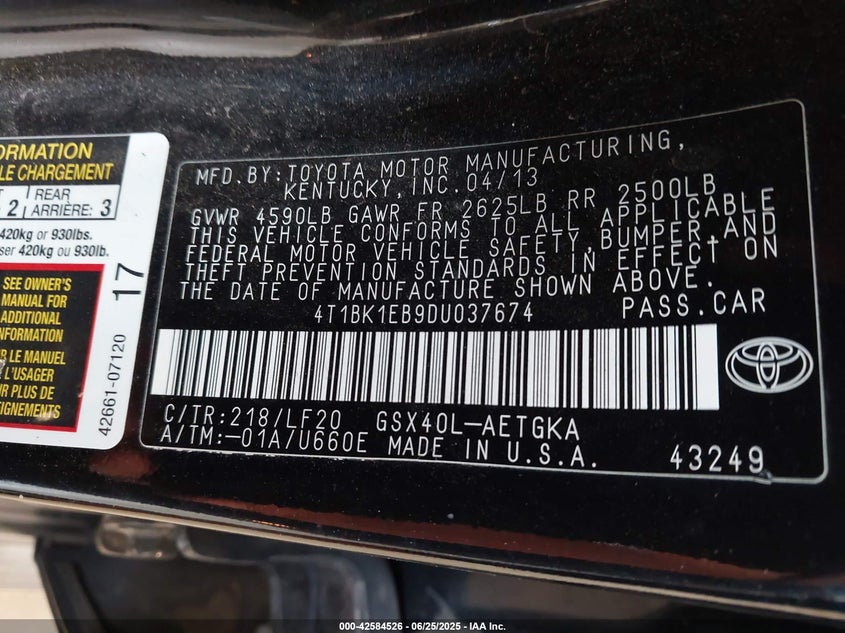 ORMATION
LE CHARGEMENT
2 REAR
ARRIÈRE: 3
420kg or 930lbs.
ser 420kg ou 930lb.
SEE OWNER'S
MANUAL FOR
ADDITIONAL
INFORMATION
R LE MANUEL
L'USAGER
UR PLUS DE
EIGNEMENTS
42661-07120 17
MFD.BY:TOYOTA MOTOR MANUFACTURING,
KENTUCKY,INC.04/13
GVWR 4590LB GAWR FR 2625LB RR 2500LB
THIS VEHICLE CONFORMS TO ALL APPLICABLE
FEDERAL MOTOR VEHICLE SAFETY,BUMPER,AND
THEFT PREVENTION STANDARDS IN EFFECT ON
THE DATE OF MANUFACTURE SHOWN ABOVE.
4T1BK1EB9DU037674 PASS.CAR
C/TR:218/LF20 GSX40L-AETGKA
A/TM:-01A/U660E MADE IN U.S.A. 43249
000-42584526 - 06/25/2025 - IAA Inc.